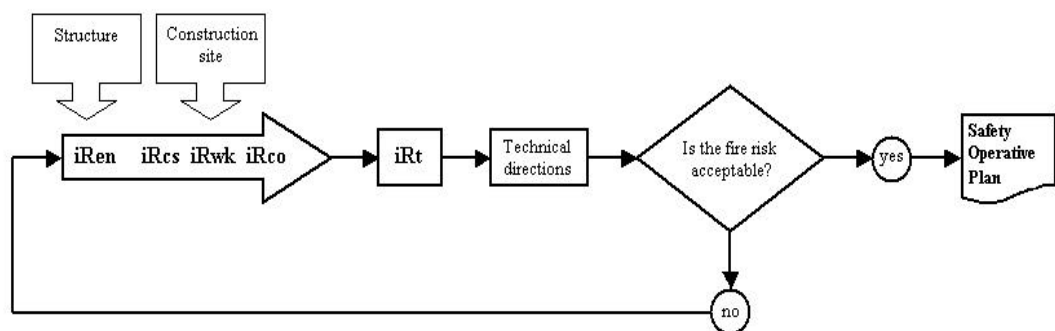 Structure
Construction
site
iRen iRcs iRwk iRco
iRt
Technical
directions
Is the fire risk
acceptable?
yes
Safety
Operative
Plan
no